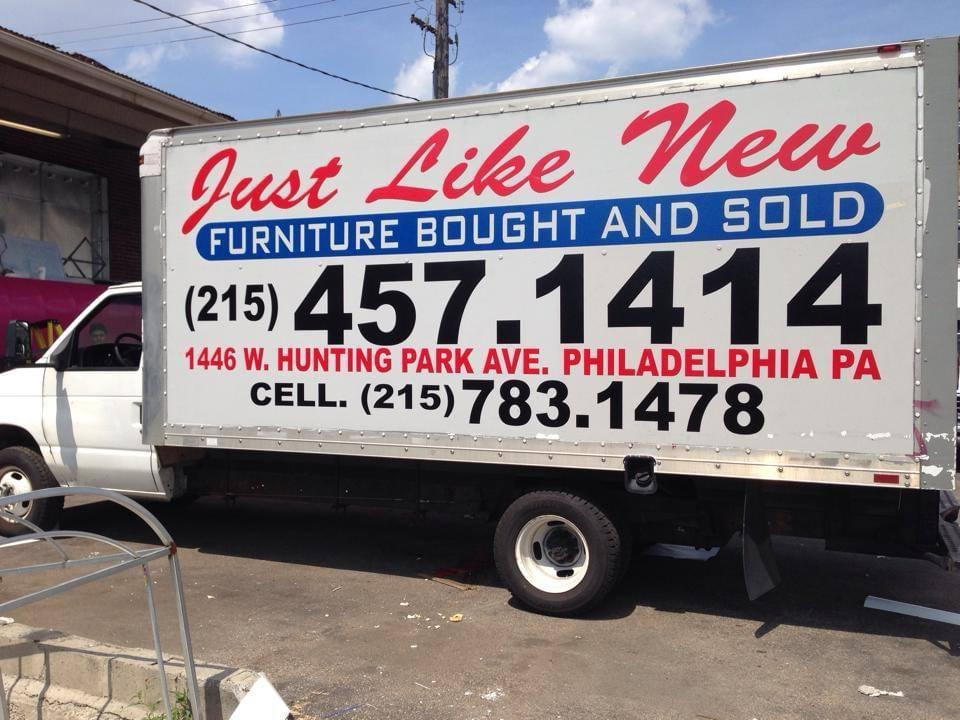 Just Like New
FURNITURE BOUGHT AND SOLD
(215) 457.1414
1446 W. HUNTING PARK AVE. PHILADELPHIA PA
CELL. (215) 783.1478